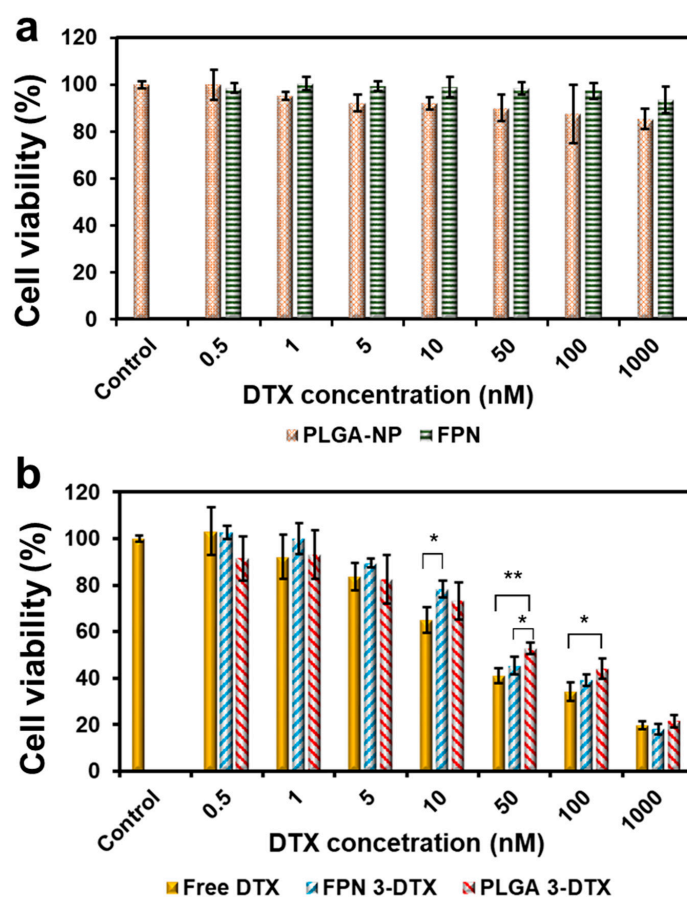 a
120
100
80
60
40
20
0
Cell viability (%)
Control 0.5 1 5 10 50 100 1000
DTX concentration (nM)
PLGA-NP FPN
b
120
100
80
60
40
20
0
Cell viability (%)
*
**
*
*
Control 0.5 1 5 10 50 100 1000
DTX concetration (nM)
Free DTX FPN 3-DTX PLGA 3-DTX